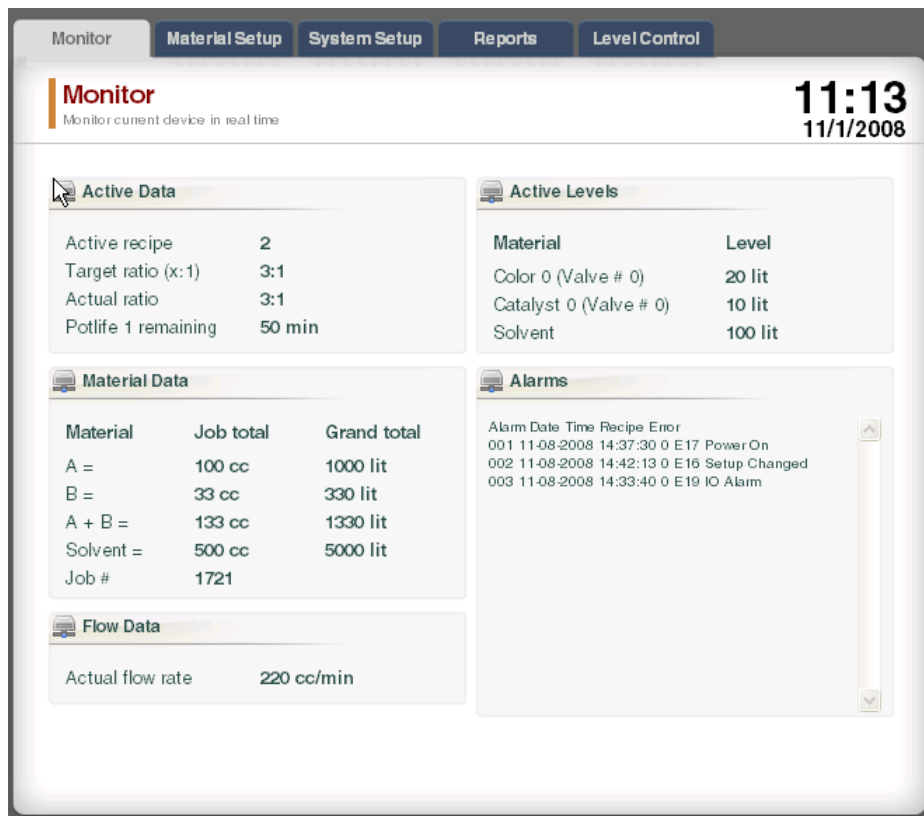 Monitor Material Setup System Setup Reports Level Control
Monitor
Monitor current device in real time
11:13
11/1/2008
Active Data
Active recipe 2
Target ratio (x:1) 3:1
Actual ratio 3:1
Potlife 1 remaining 50 min
Active Levels
Material Level
Color 0 (Valve # 0) 20 lit
Catalyst 0 (Valve # 0) 10 lit
Solvent 100 lit
Material Data
Material Job total Grand total
A = 100 cc 1000 lit
B = 33 cc 330 lit
A + B = 133 cc 1330 lit
Solvent = 500 cc 5000 lit
Job # 1721
Alarms
Alarm Date Time Recipe Error
001 11-08-2008 14:37:30 0 E17 Power On
002 11-08-2008 14:42:13 0 E16 Setup Changed
003 11-08-2008 14:33:40 0 E19 IO Alarm
Flow Data
Actual flow rate 220 cc/min